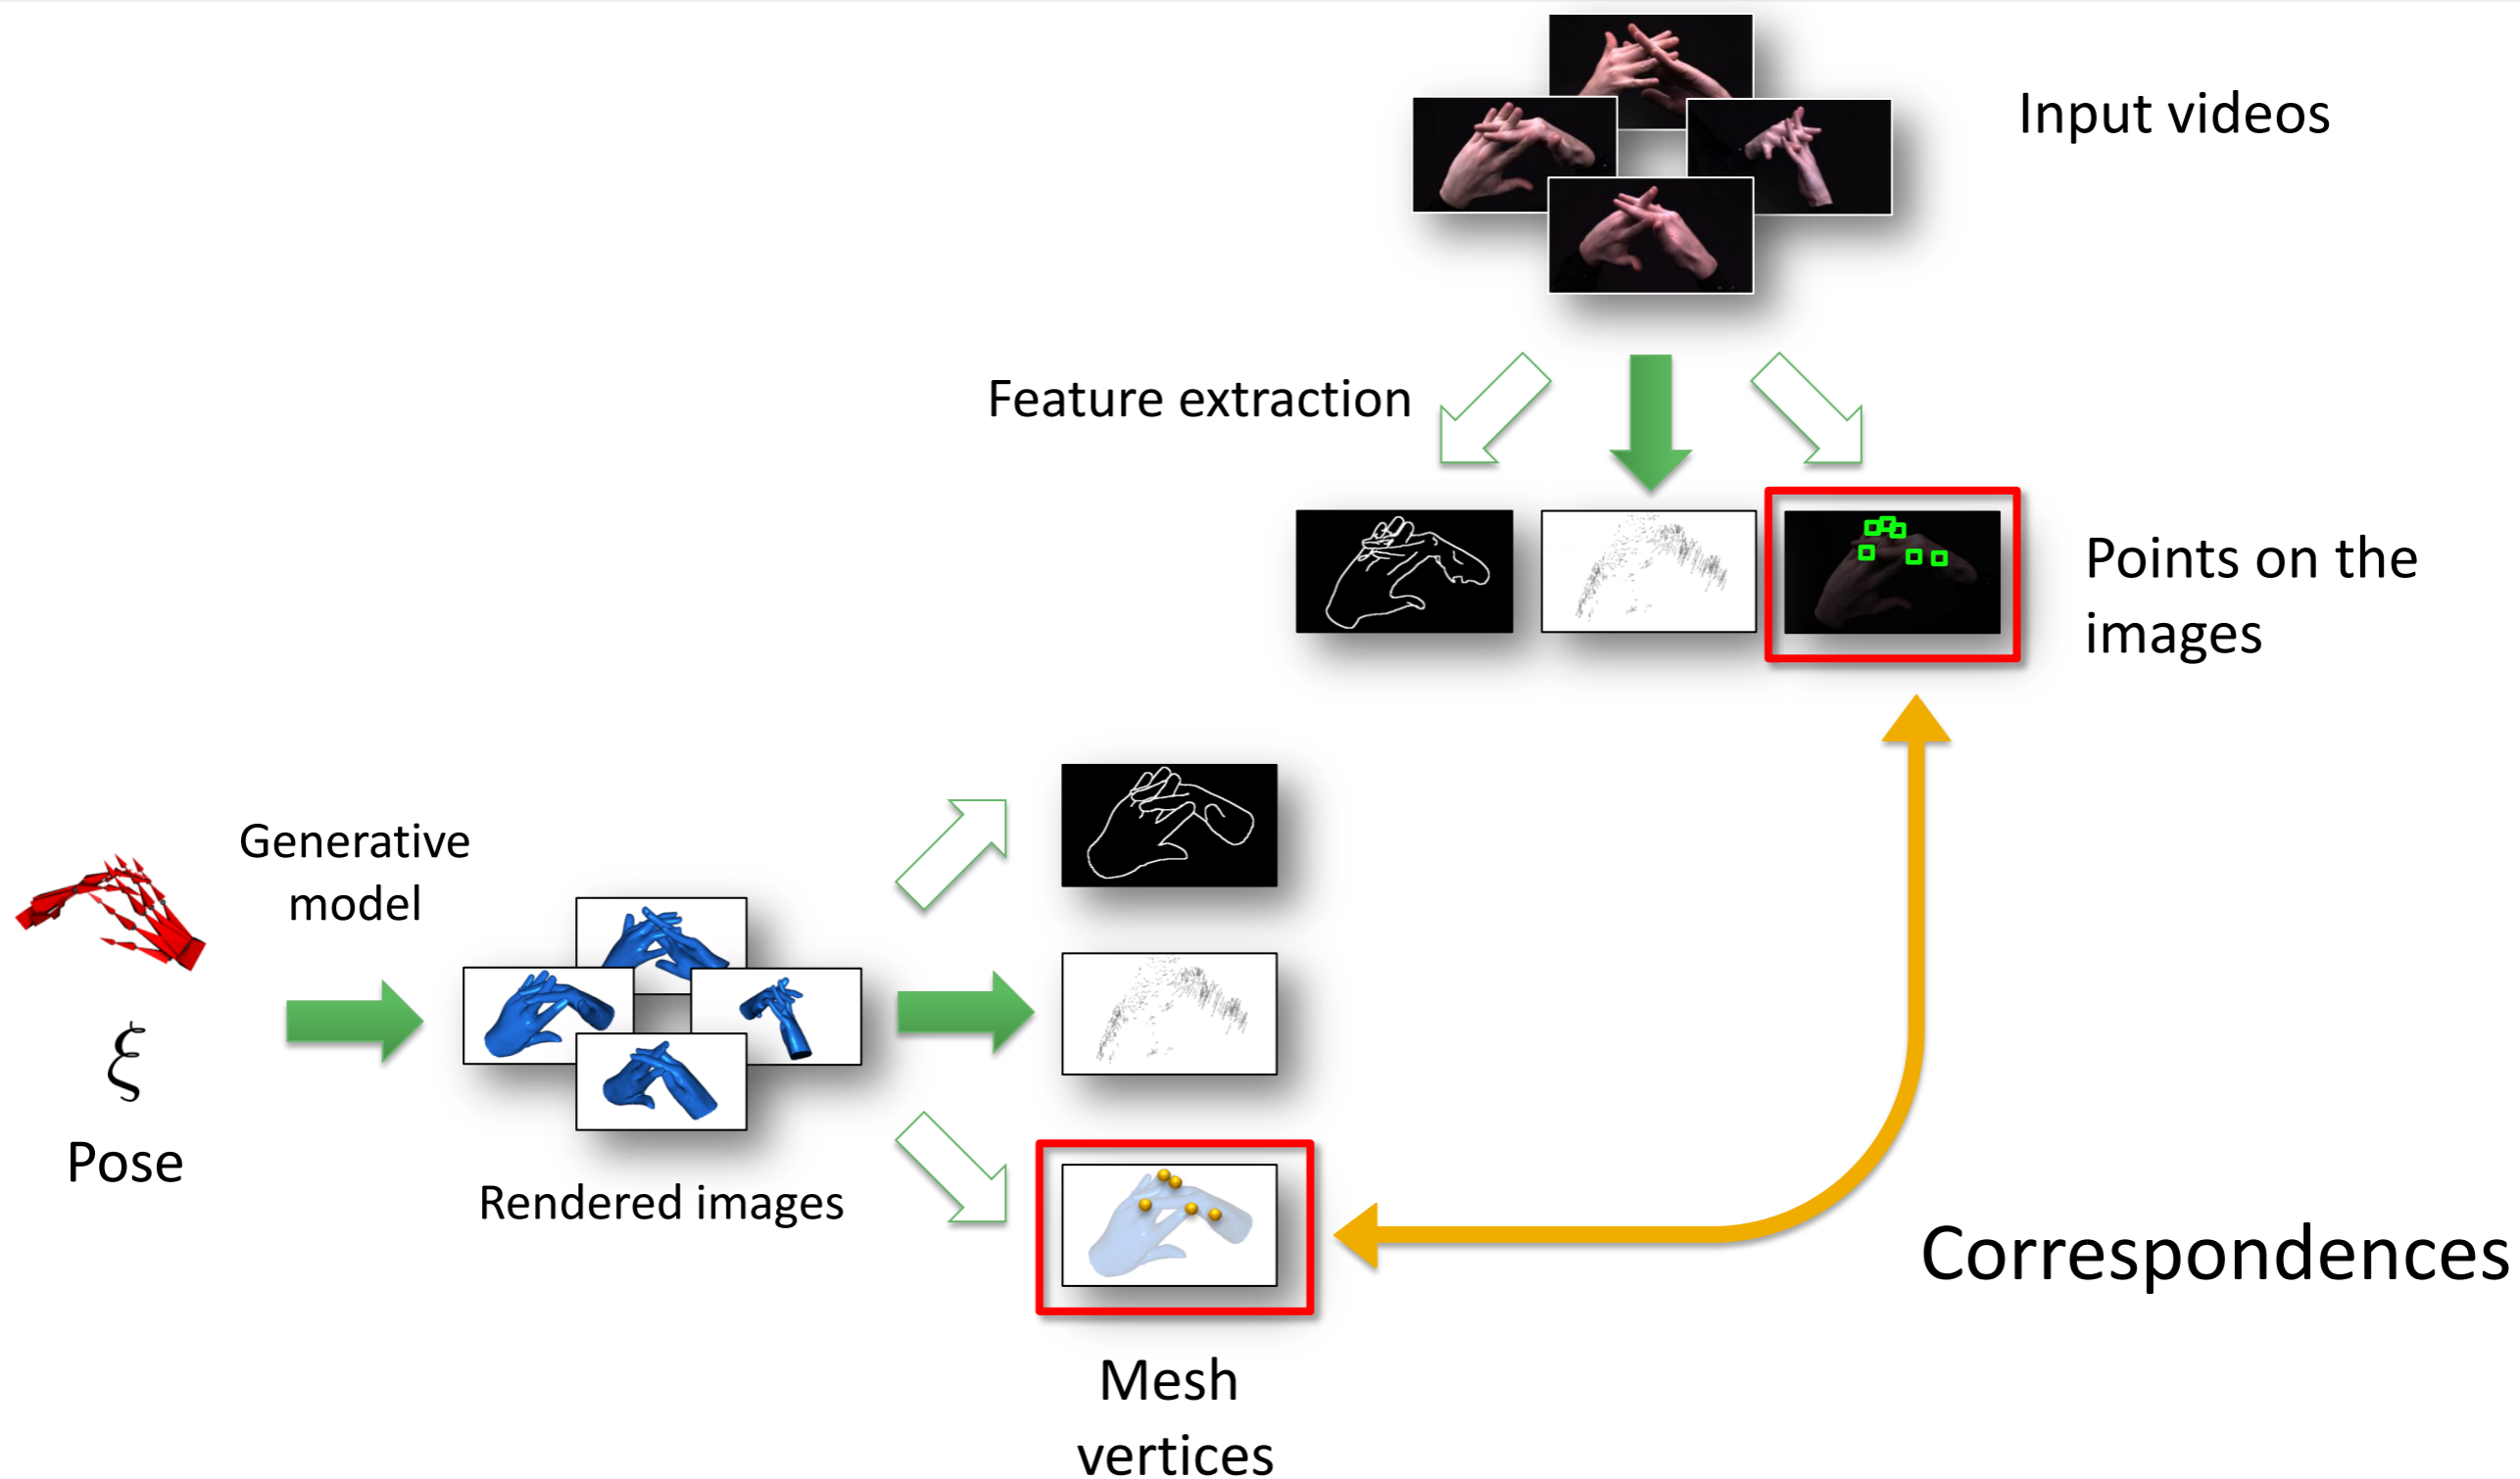 Input videos
Feature extraction
Points on the
images
Generative
model
ξ
Pose
Rendered images
Correspondences
Mesh
vertices